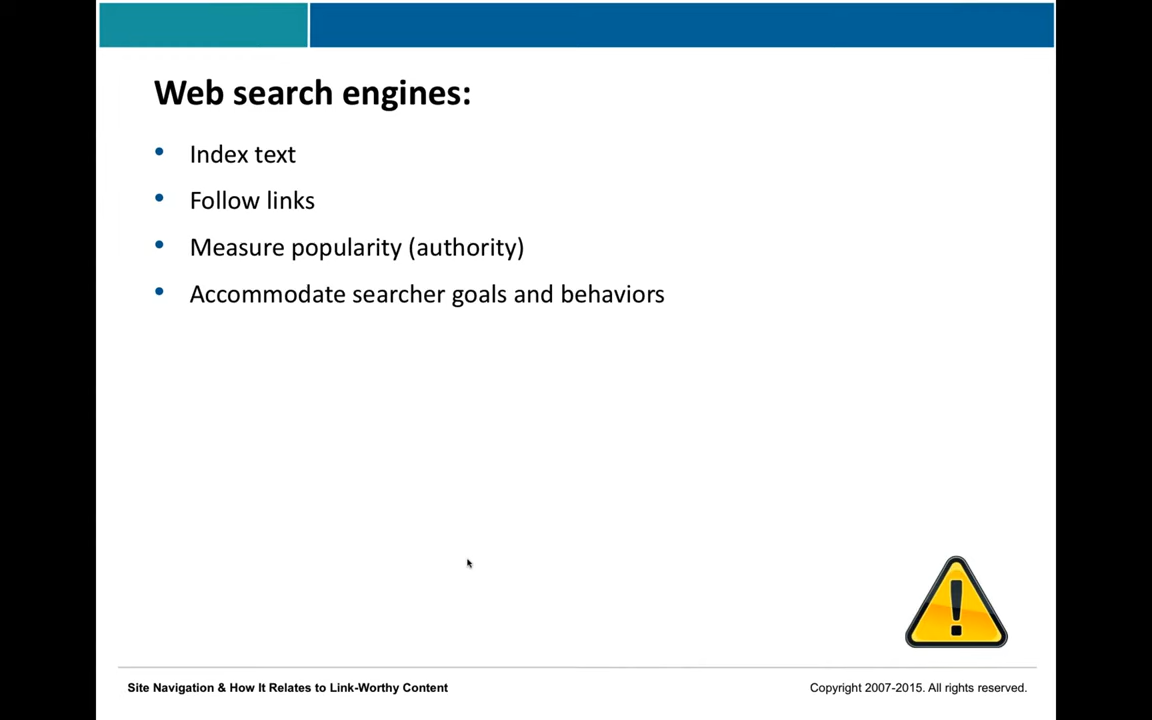 Web search engines:
• Index text
• Follow links
• Measure popularity (authority)
• Accommodate searcher goals and behaviors
Site Navigation & How It Relates to Link-Worthy Content
Copyright 2007-2015. All rights reserved.